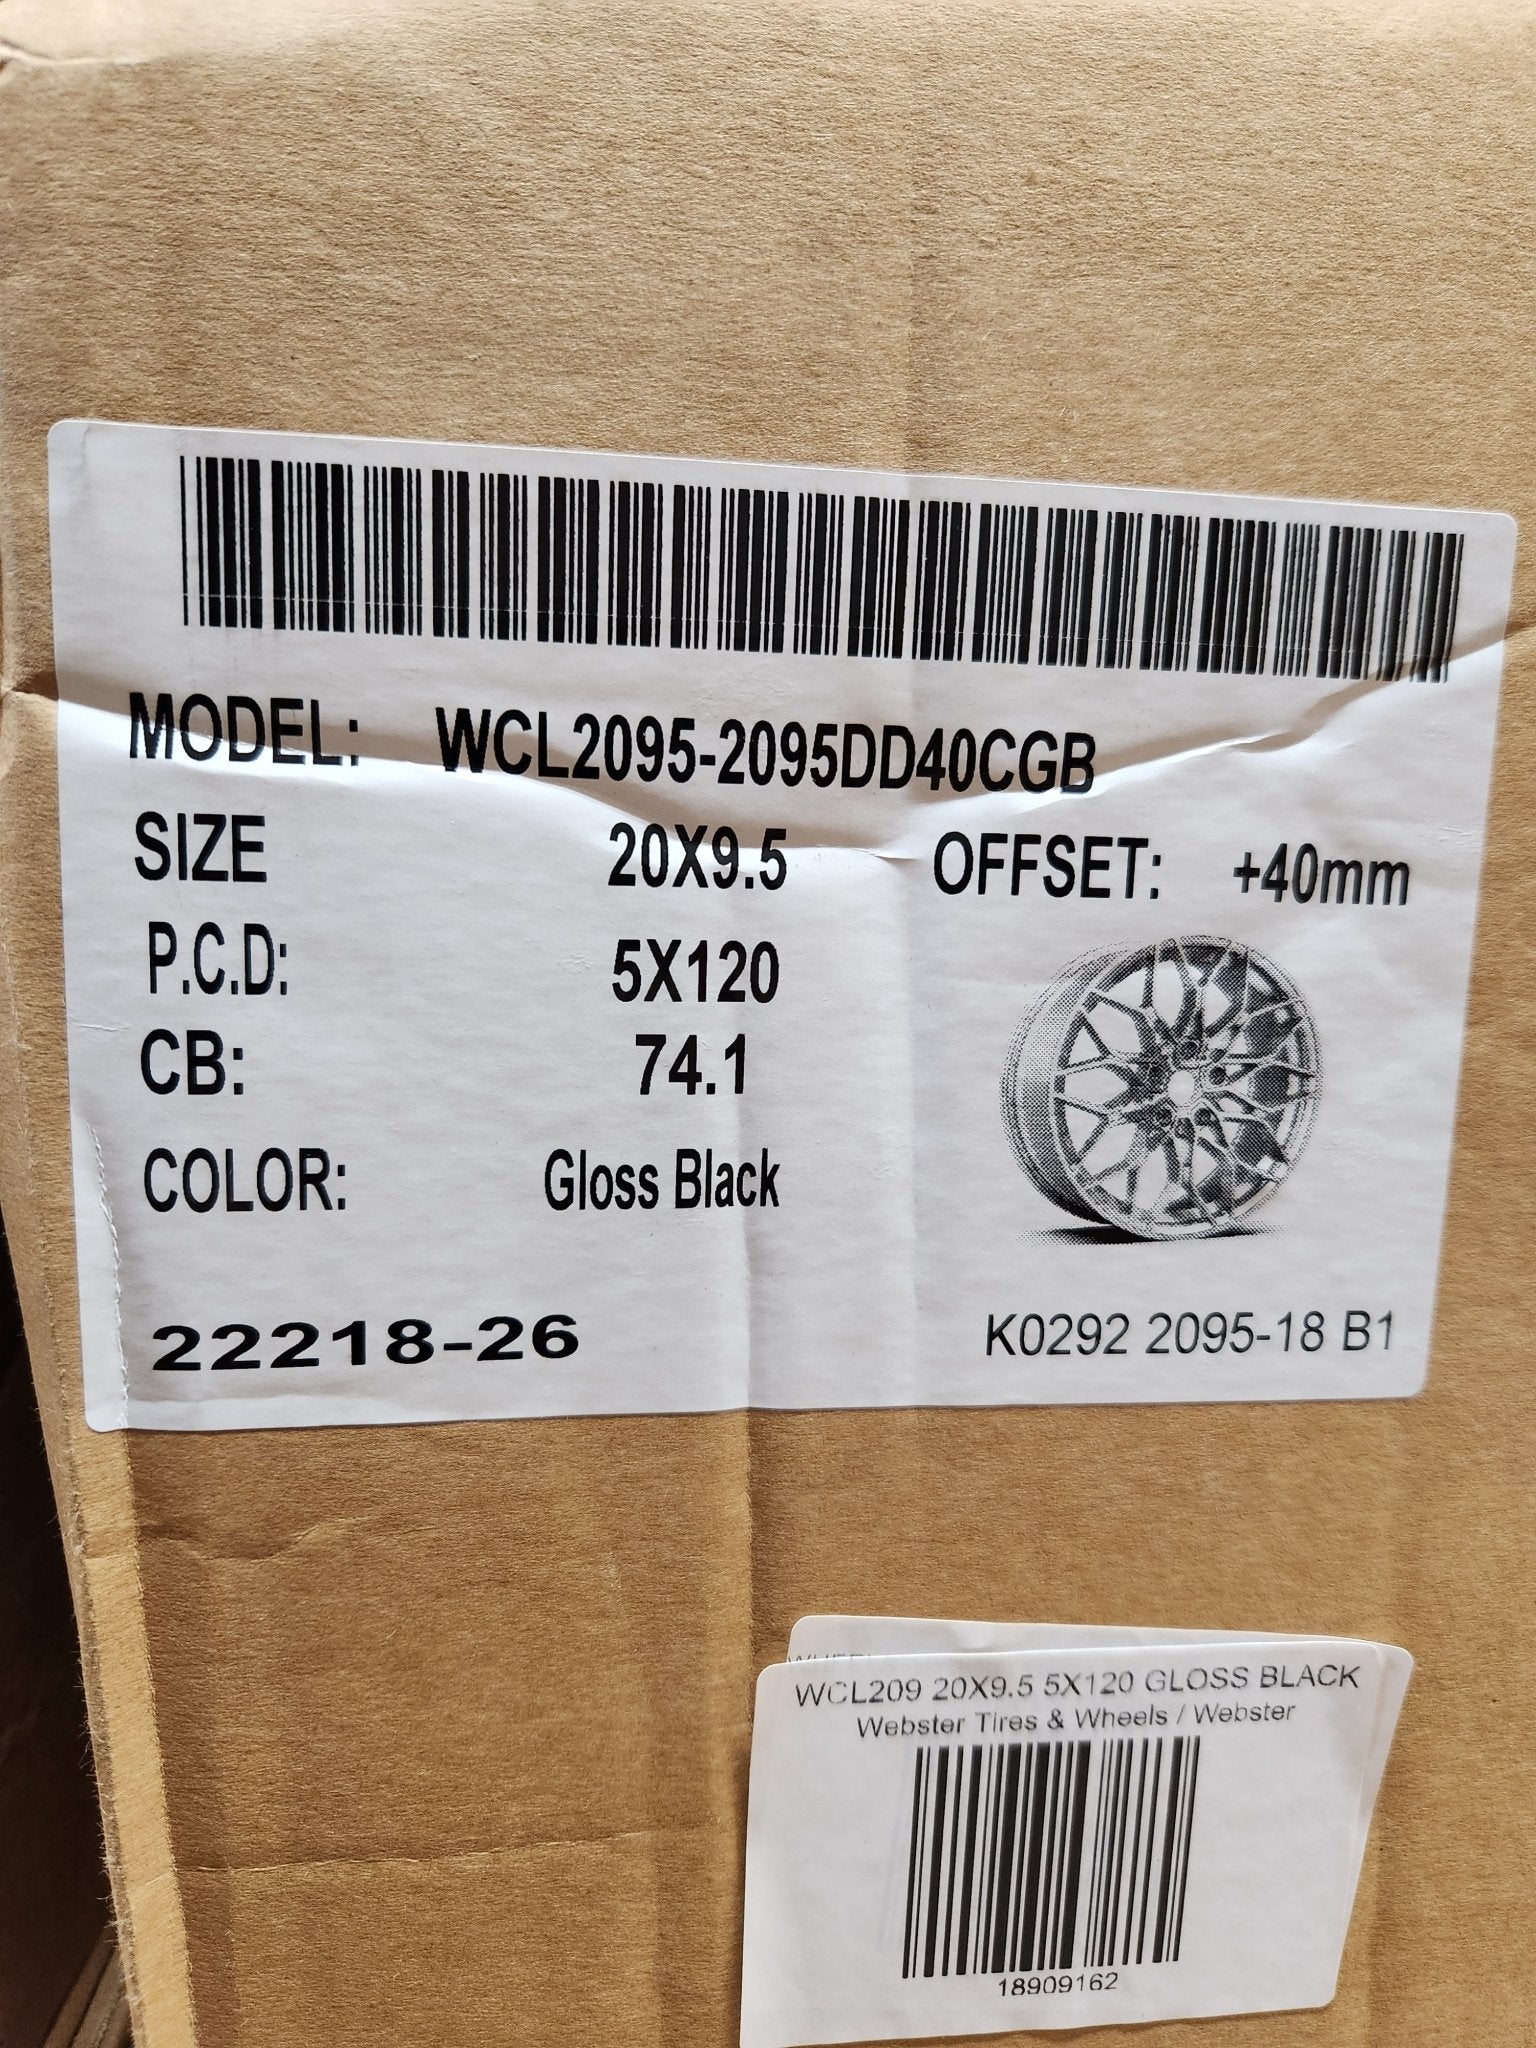 MODEL: WCL2095-2095DD40CGB
SIZE 20X9.5 OFFSET: +40mm
P.C.D: 5X120
CB: 74.1
COLOR: Gloss Black
22218-26 K0292 2095-18 B1
WCL209 20X9.5 5X120 GLOSS BLACK
Webster Tires & Wheels / Webster
18909162